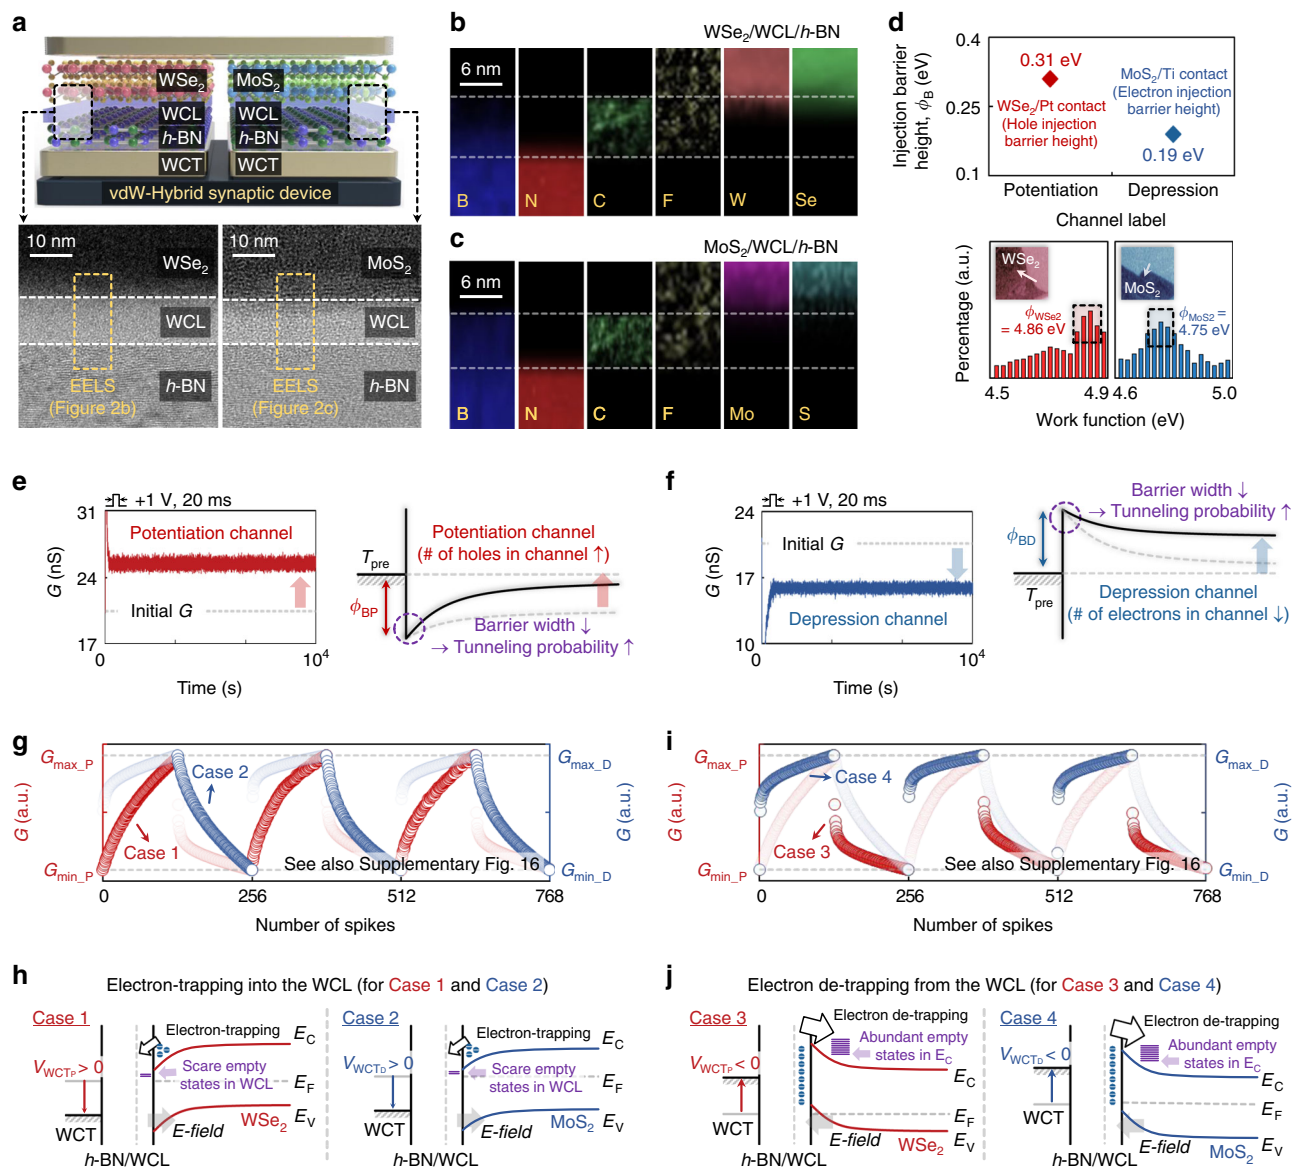 a
WSe2
MoS2
WCL
WCL
h-BN
h-BN
WCT
WCT
vdW-Hybrid synaptic device
10 nm
WSe2
WCL
h-BN
EELS
(Figure 2b)
10 nm
MoS2
WCL
h-BN
EELS
(Figure 2c)
b
WSe2/WCL/h-BN
6 nm
B
N
C
F
W
Se
c
MoS2/WCL/h-BN
6 nm
B
N
C
F
Mo
S
d
Injection barrier
height, ϕB (eV)
0.4
0.25
0.1
0.31 eV
WSe2/Pt contact
(Hole injection
barrier height)
MoS2/Ti contact
(Electron injection
barrier height)
0.19 eV
Potentiation
Depression
Channel label
Percentage (a.u.)
WSe2
ϕWSe2
= 4.86 eV
MoS2
ϕMoS2 =
4.75 eV
4.5
4.9
4.6
5.0
Work function (eV)
e
+1 V, 20 ms
31
24
17
G (nS)
Potentiation channel
Initial G
0
10⁴
Time (s)
Tpre
ϕBP
Potentiation channel
(# of holes in channel ↑)
Barrier width ↓
→ Tunneling probability ↑
f
+1 V, 20 ms
24
17
10
G (nS)
Initial G
Depression channel
0
10⁴
Time (s)
Barrier width ↓
→ Tunneling probability ↑
ϕBD
Tpre
Depression channel
(# of electrons in channel ↓)
g
Gmax_P
G (a.u.)
Gmin_P
Case 2
Case 1
See also Supplementary Fig. 16
Gmax_D
G (a.u.)
Gmin_D
0
256
512
768
Number of spikes
i
Gmax_P
G (a.u.)
Gmin_P
Case 4
Case 3
See also Supplementary Fig. 16
Gmax_D
G (a.u.)
Gmin_D
0
256
512
768
Number of spikes
h
Electron-trapping into the WCL (for Case 1 and Case 2)
Case 1
VWCTP > 0
WCT
Electron-trapping
EC
Scare empty
states in WCL
EF
EV
WSe2
E-field
h-BN/WCL
Case 2
VWCTD > 0
WCT
Electron-trapping
EC
Scare empty
states in WCL
EF
EV
MoS2
E-field
h-BN/WCL
j
Electron de-trapping from the WCL (for Case 3 and Case 4)
Case 3
VWCTP < 0
WCT
Electron de-trapping
Abundant empty
states in EC
EC
EF
EV
E-field
WSe2
h-BN/WCL
Case 4
VWCTD < 0
WCT
Electron de-trapping
Abundant empty
states in EC
EC
EF
EV
E-field
MoS2
h-BN/WCL